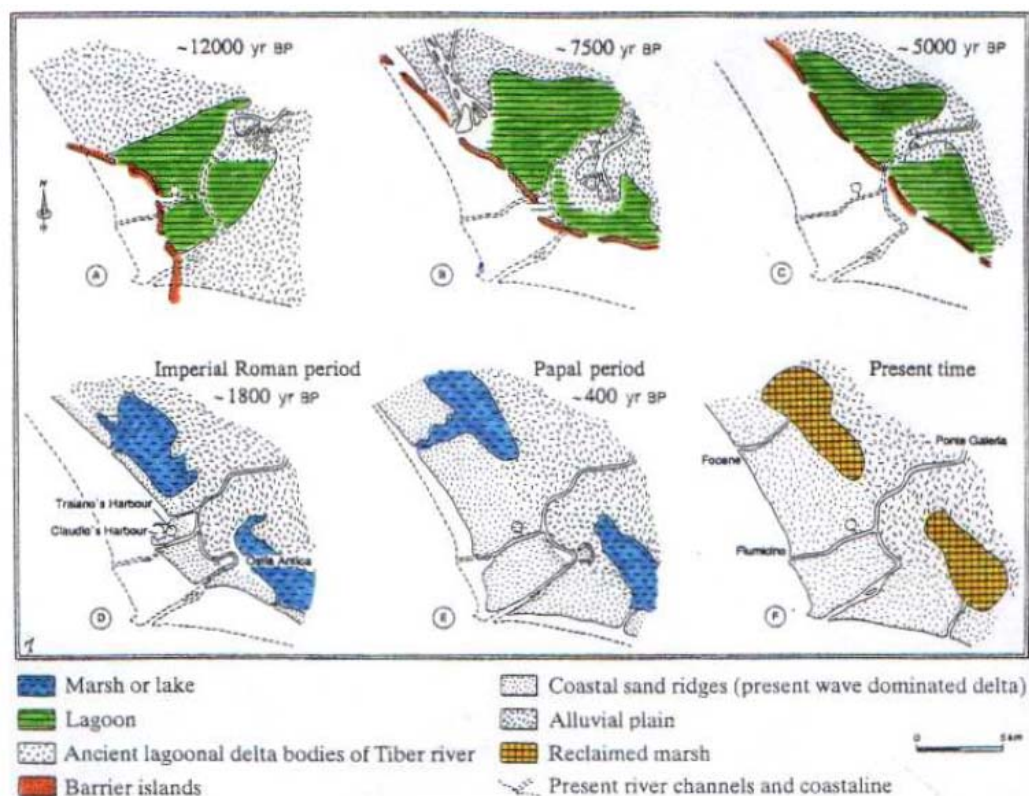 ~12000 yr BP
~7500 yr BP
~5000 yr BP
N
A
B
C
Imperial Roman period
~1800 yr BP
Papal period
~400 yr BP
Present time
Ponte Galeria
Focene
Traiano's Harbour
Claudio's Harbour
Ostia Antica
Fiumicino
D
E
F
Marsh or lake
Lagoon
Ancient lagoonal delta bodies of Tiber river
Barrier islands
Coastal sand ridges (present wave dominated delta)
Alluvial plain
Reclaimed marsh
Present river channels and coastaline
0 5 km